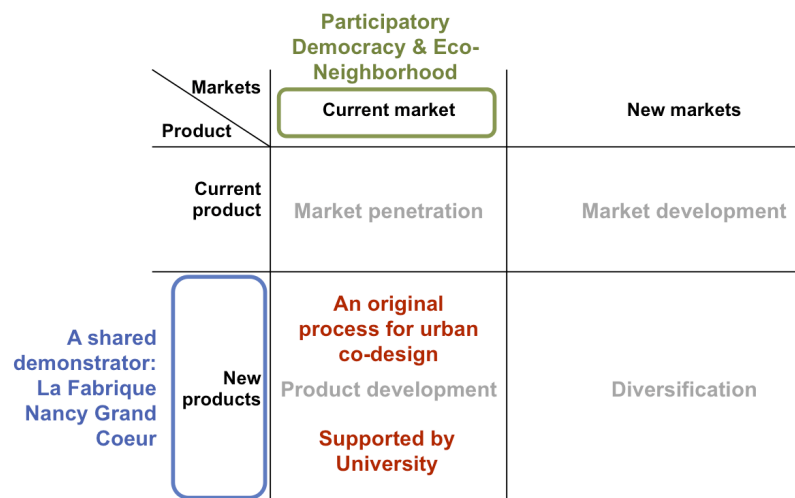 Participatory
Democracy & Eco-
Neighborhood
Markets
Product
Current market
New markets
Current
product
Market penetration
Market development
A shared
demonstrator:
La Fabrique
Nancy Grand
Coeur
New
products
An original
process for urban
co-design
Product development
Supported by
University
Diversification